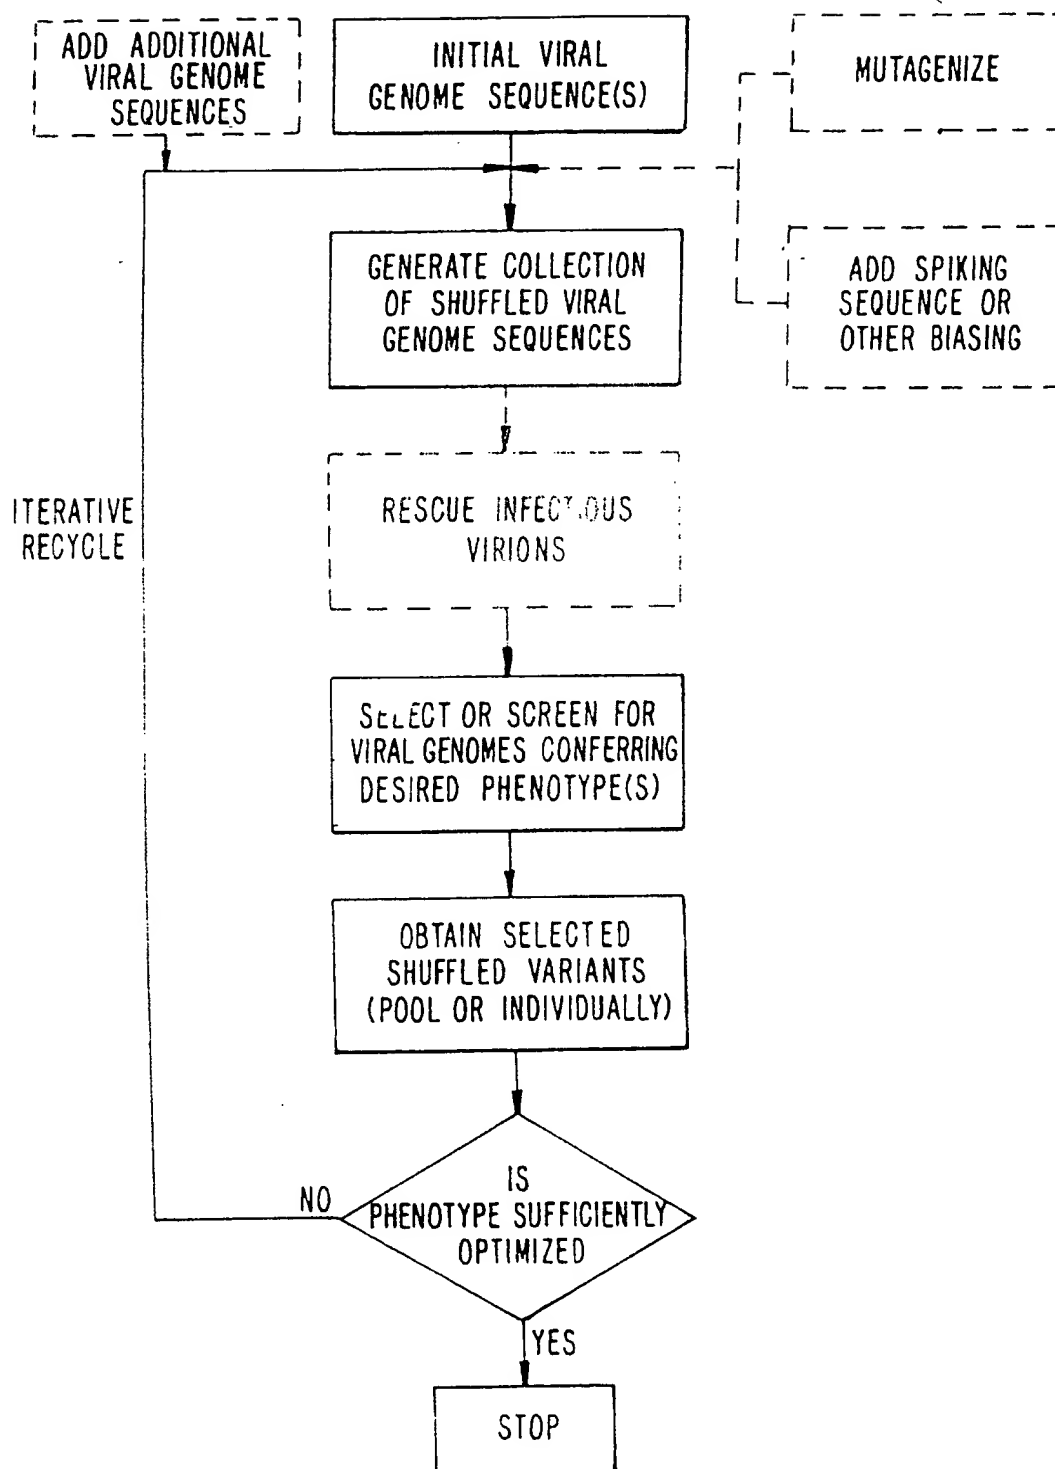 ADD ADDITIONAL
VIRAL GENOME
SEQUENCES
INITIAL VIRAL
GENOME SEQUENCE(S)
MUTAGENIZE
GENERATE COLLECTION
OF SHUFFLED VIRAL
GENOME SEQUENCES
ADD SPIKING
SEQUENCE OR
OTHER BIASING
ITERATIVE
RECYCLE
RESCUE INFECTIOUS
VIRIONS
SELECT OR SCREEN FOR
VIRAL GENOMES CONFERRING
DESIRED PHENOTYPE(S)
OBTAIN SELECTED
SHUFFLED VARIANTS
(POOL OR INDIVIDUALLY)
NO
IS
PHENOTYPE SUFFICIENTLY
OPTIMIZED
YES
STOP